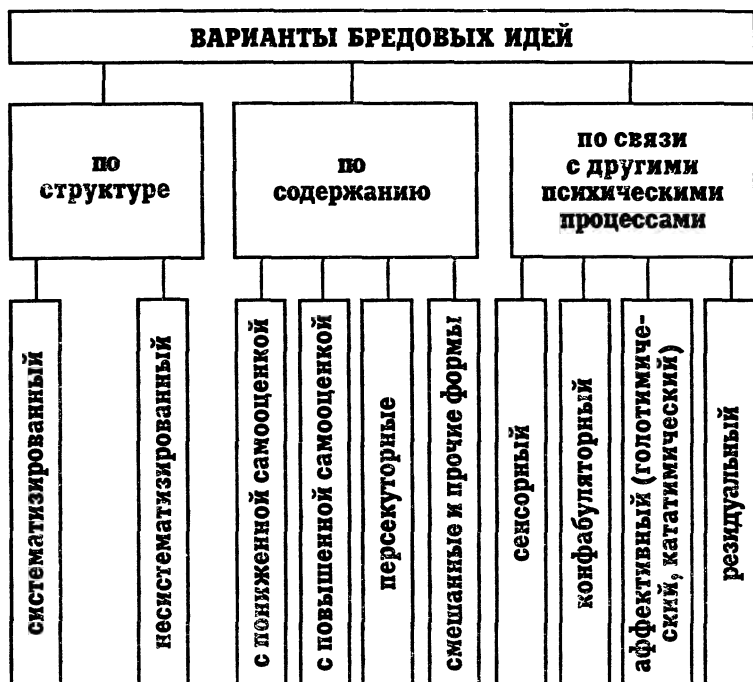 ВАРИАНТЫ БРЕДОВЫХ ИДЕЙ
по
структуре
по
содержанию
по связи
с другими
психическими
процессами
систематизированный
несистематизированный
с пониженной самооценкой
с повышенной самооценкой
персекуторные
смешанные и прочие формы
сенсорный
конфабуляторный
аффективный (голотимиче-
ский, кататимический)
резидуальный